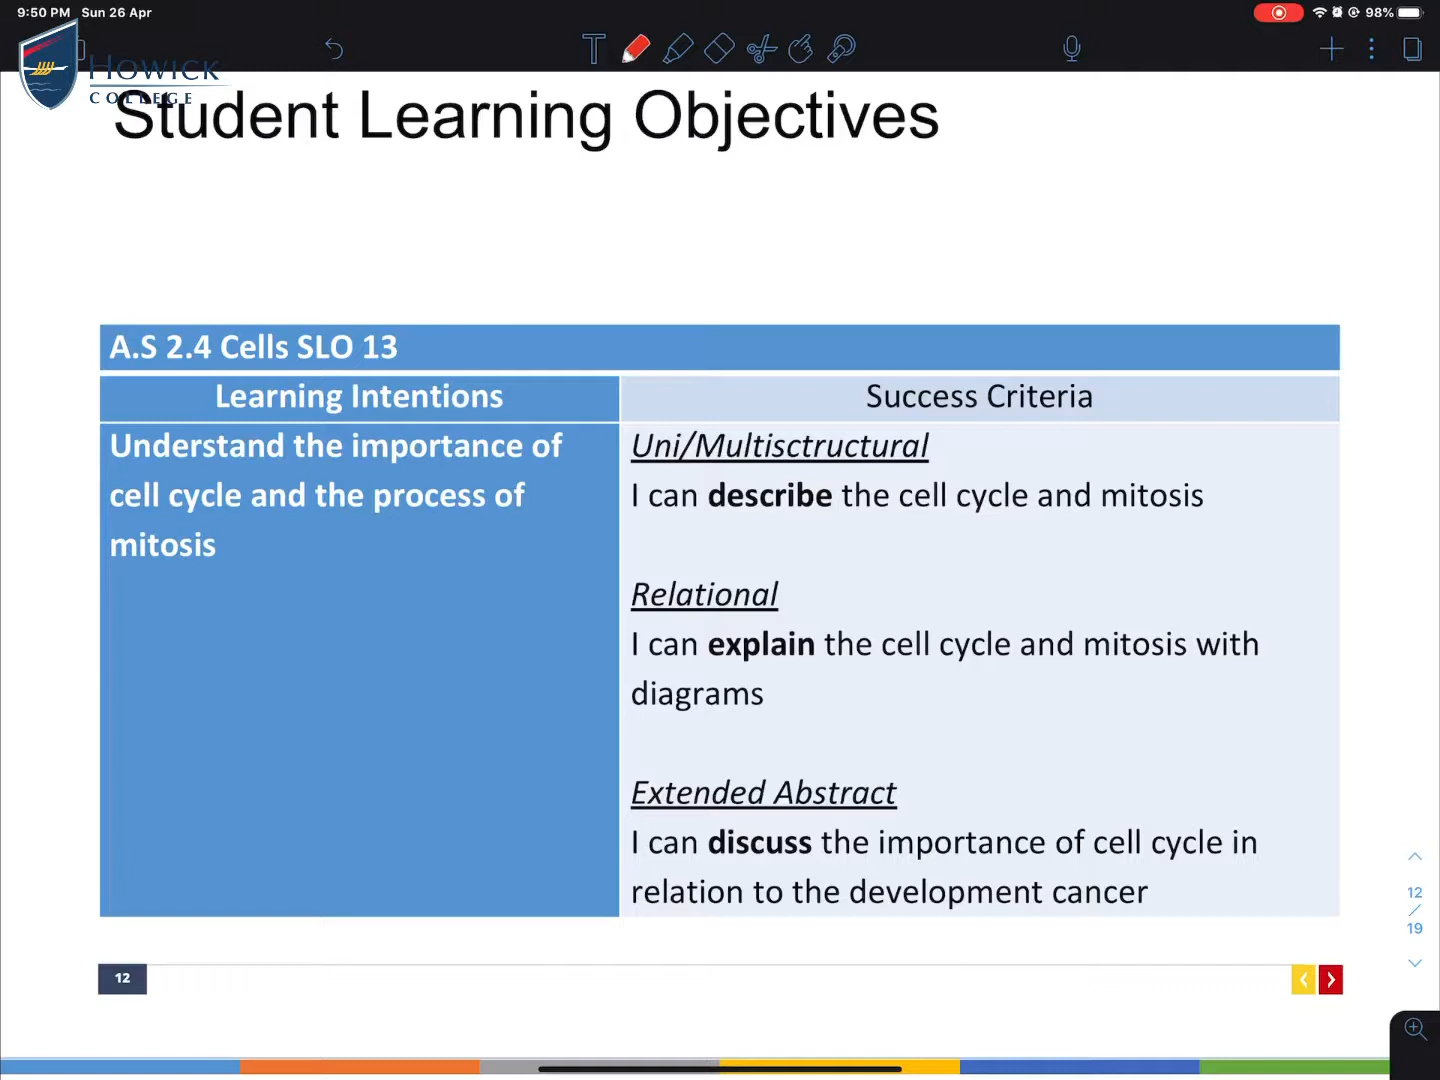 9:50 PM Sun 26 Apr
98%
HOWICK
COLLEGE
Student Learning Objectives
A.S 2.4 Cells SLO 13
Learning Intentions
Success Criteria
Understand the importance of
cell cycle and the process of
mitosis
Uni/Multisctructural
I can describe the cell cycle and mitosis
Relational
I can explain the cell cycle and mitosis with
diagrams
Extended Abstract
I can discuss the importance of cell cycle in
relation to the development cancer
12
/
19
12